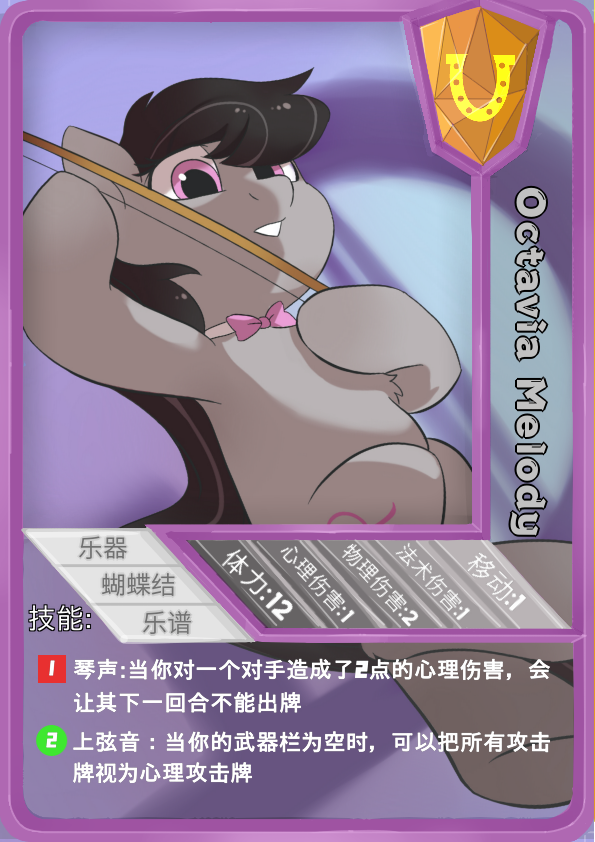 Octavia Melody
乐器
蝴蝶结
乐谱
体力:12
心理伤害:1
物理伤害:2
法术伤害:1
移动:1
技能:
1 琴声:当你对一个对手造成了2点的心理伤害，会
让其下一回合不能出牌
2 上弦音：当你的武器栏为空时，可以把所有攻击
牌视为心理攻击牌